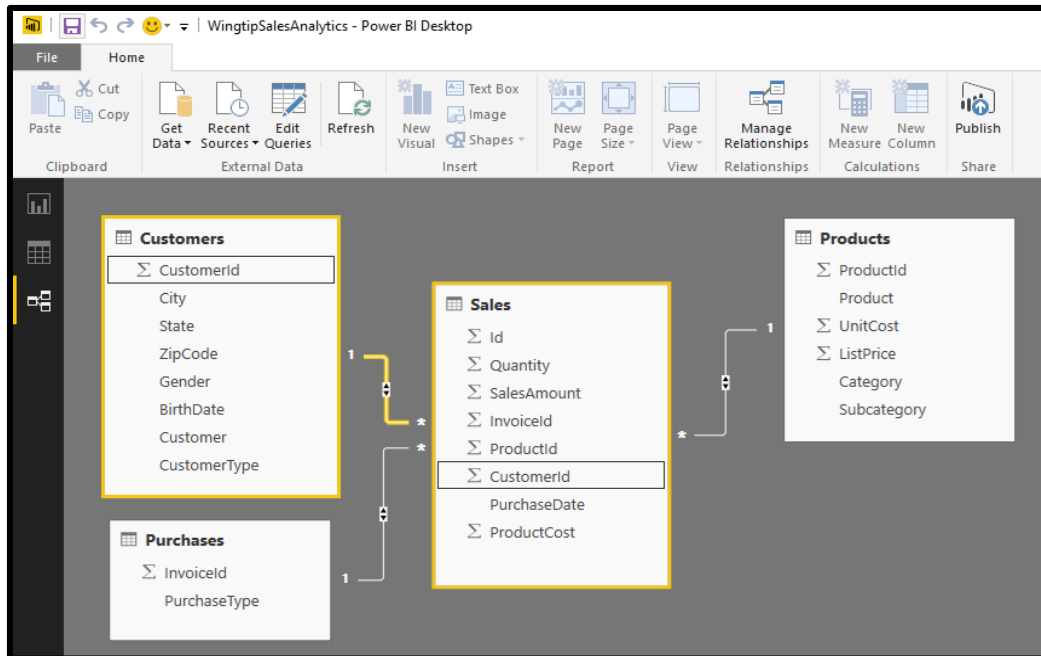 WingtipSalesAnalytics - Power BI Desktop
File Home
Paste
Cut
Copy
Clipboard
Get Data
Recent Sources
Edit Queries
Refresh
External Data
New Visual
Text Box
Image
Shapes
Insert
New Page
Page Size
Report
Page View
View
Manage Relationships
Relationships
New Measure
New Column
Calculations
Publish
Share
Customers
Σ CustomerId
City
State
ZipCode
Gender
BirthDate
Customer
CustomerType
1
*
Purchases
Σ InvoiceId
PurchaseType
1
*
Sales
Σ Id
Σ Quantity
Σ SalesAmount
Σ InvoiceId
Σ ProductId
Σ CustomerId
PurchaseDate
Σ ProductCost
*
1
Products
Σ ProductId
Product
Σ UnitCost
Σ ListPrice
Category
Subcategory